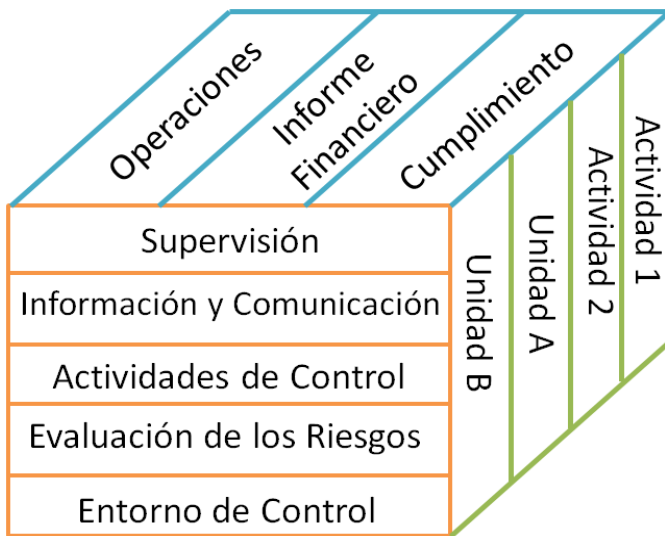 Operaciones
Informe
Financiero
Cumplimiento
Supervisión
Información y Comunicación
Actividades de Control
Evaluación de los Riesgos
Entorno de Control
Unidad B
Unidad A
Actividad 2
Actividad 1